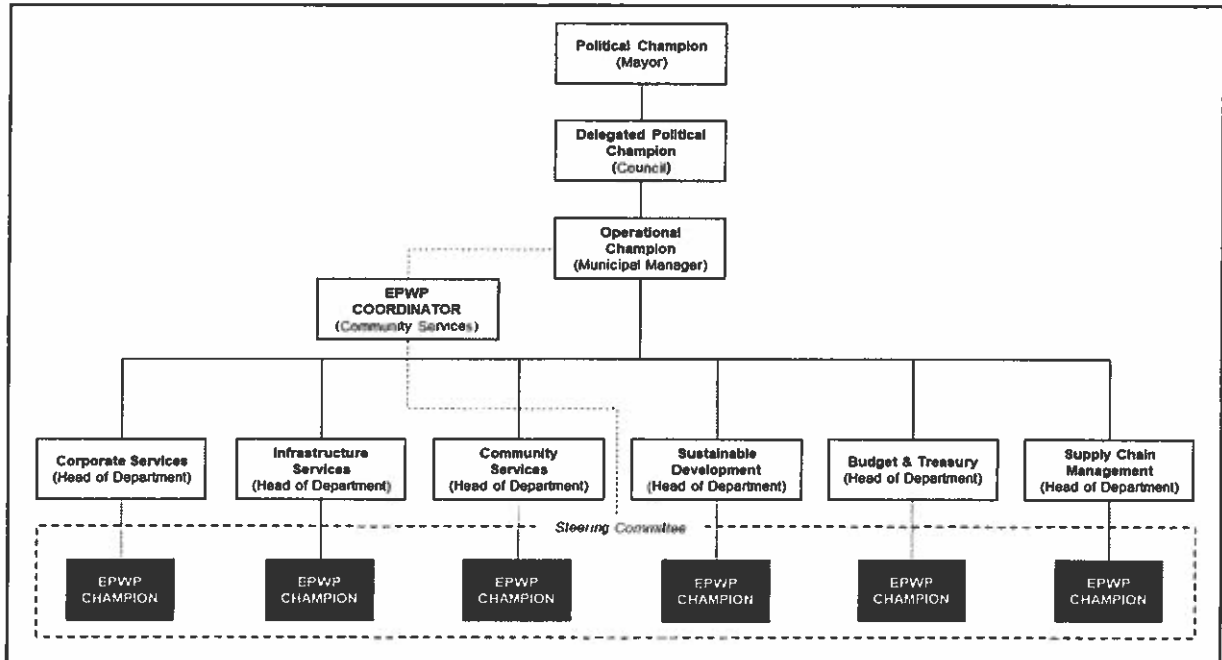 Political Champion
(Mayor)
Delegated Political
Champion
(Council)
Operational
Champion
(Municipal Manager)
EPWP
COORDINATOR
(Community Services)
Corporate Services
(Head of Department)
Infrastructure
Services
(Head of Department)
Community
Services
(Head of Department)
Sustainable
Development
(Head of Department)
Budget & Treasury
(Head of Department)
Supply Chain
Management
(Head of Department)
Steering Committee
EPWP
CHAMPION
EPWP
CHAMPION
EPWP
CHAMPION
EPWP
CHAMPION
EPWP
CHAMPION
EPWP
CHAMPION